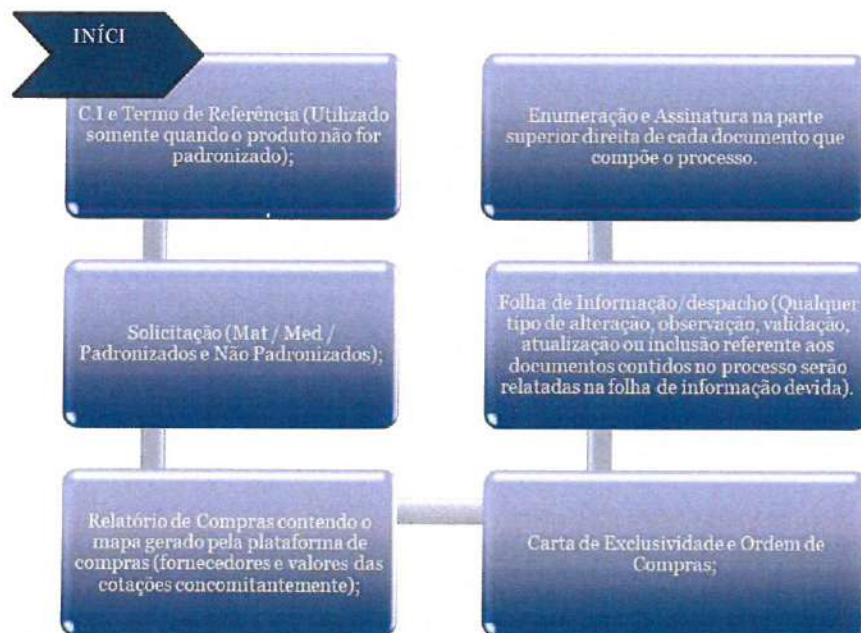 INÍCI
C.I e Termo de Referência (Utilizado
somente quando o produto não for
padronizado);
Solicitação (Mat / Med /
Padronizados e Não Padronizados);
Relatório de Compras contendo o
mapa gerado pela plataforma de
compras (fornecedores e valores das
cotações concomitantemente);
Carta de Exclusividade e Ordem de
Compras;
Folha de Informação/despacho (Qualquer
tipo de alteração, observação, validação,
atualização ou inclusão referente aos
documentos contidos no processo serão
relatadas na folha de informação devida).
Enumeração e Assinatura na parte
superior direita de cada documento que
compõe o processo.